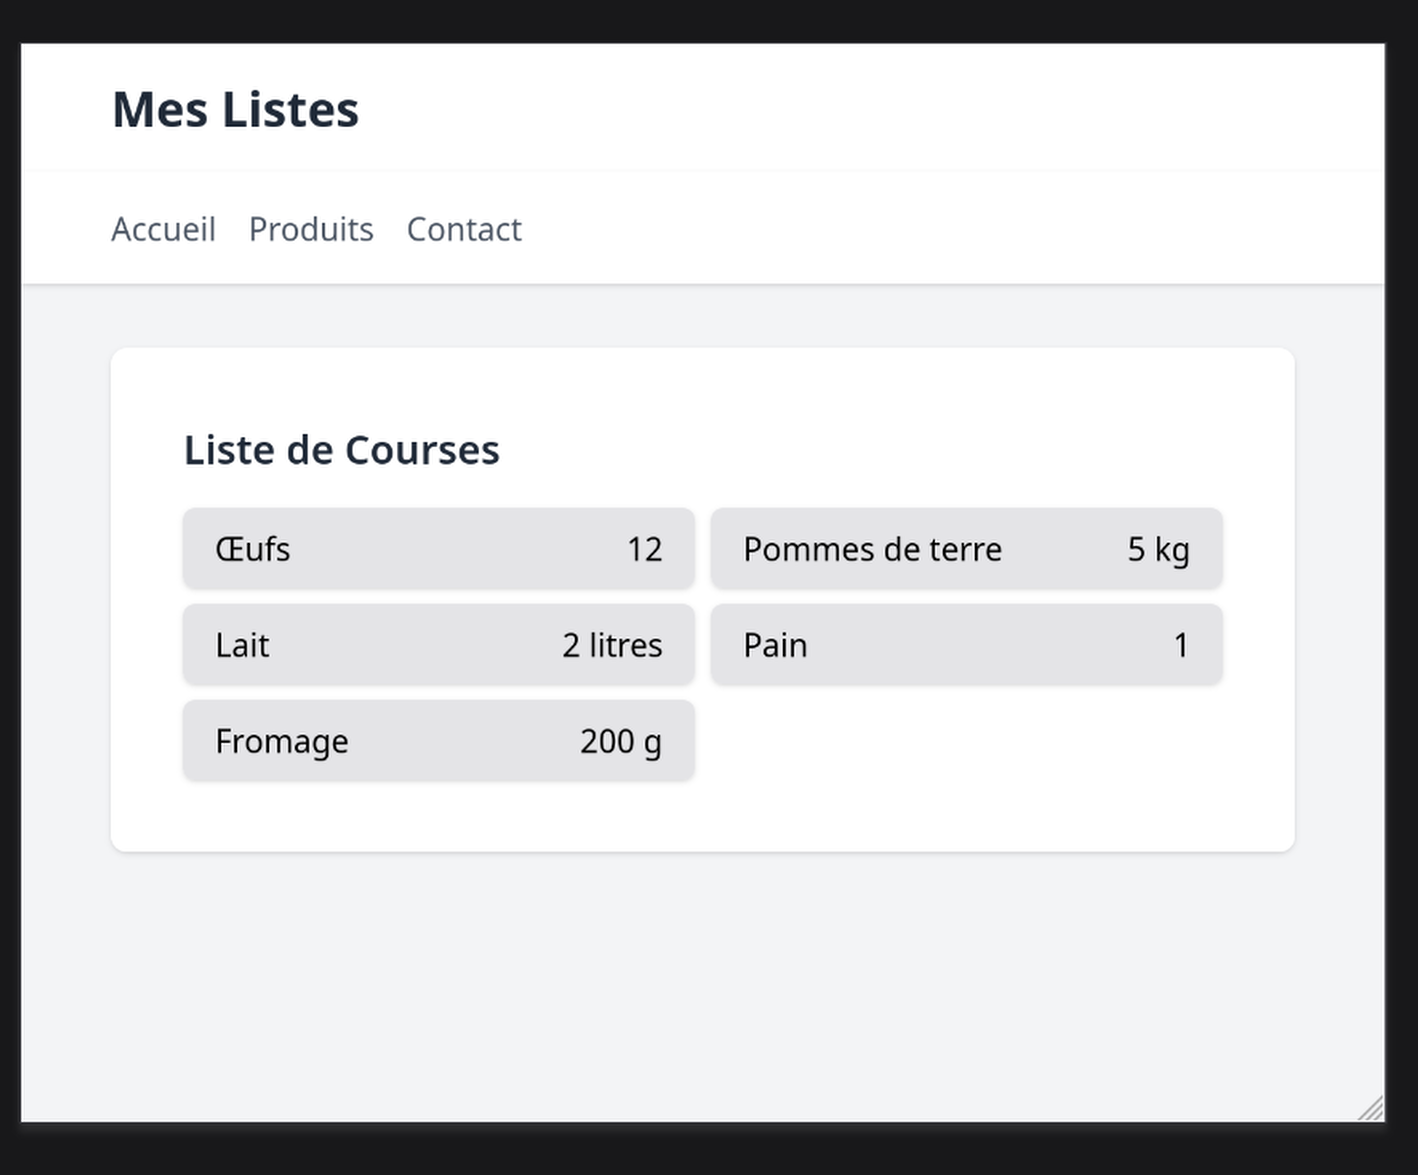 Mes Listes
Accueil Produits Contact
Liste de Courses
Œufs 12 Pommes de terre 5 kg
Lait 2 litres Pain 1
Fromage 200 g